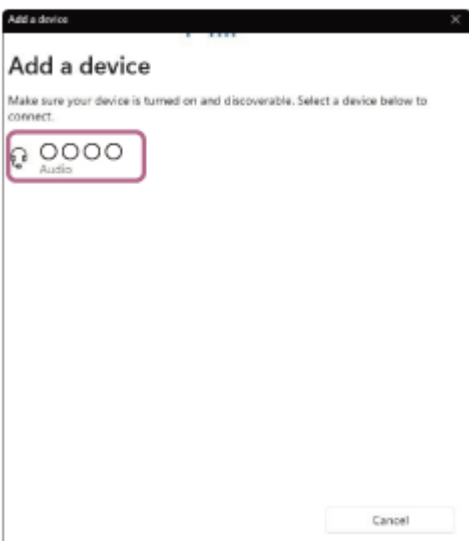 Add a device
Add a device
Make sure your device is turned on and discoverable. Select a device below to
connect.
○○○○
Audio
Cancel